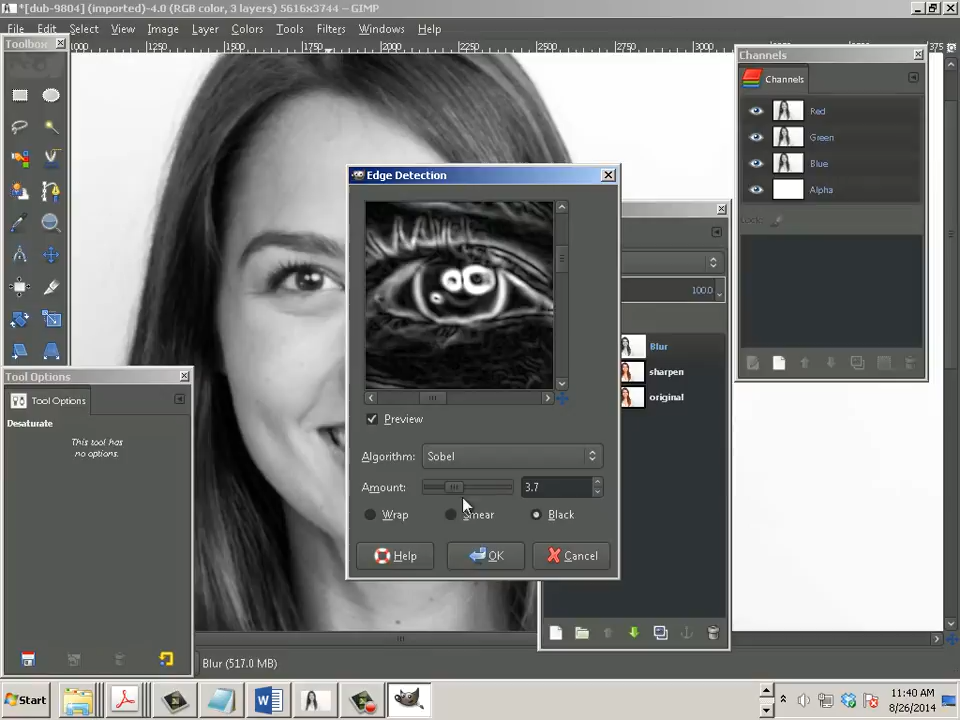 *[dub-9804] (imported)-4.0 (RGB color, 3 layers) 5616x3744 – GIMP
File Edit Select View Image Layer Colors Tools Filters Windows Help
Toolbox
1000 1250 1500 1750 2000 2250 2500 2750 3000 375
Channels
Channels
Red
Green
Blue
Alpha
Lock:
Edge Detection
Preview
Algorithm: Sobel
Amount: 3.7
Wrap Smear Black
Help OK Cancel
100.0
Blur
sharpen
original
Tool Options
Tool Options
Desaturate
This tool has
no options.
Blur (517.0 MB)
Start
11:40 AM
8/26/2014